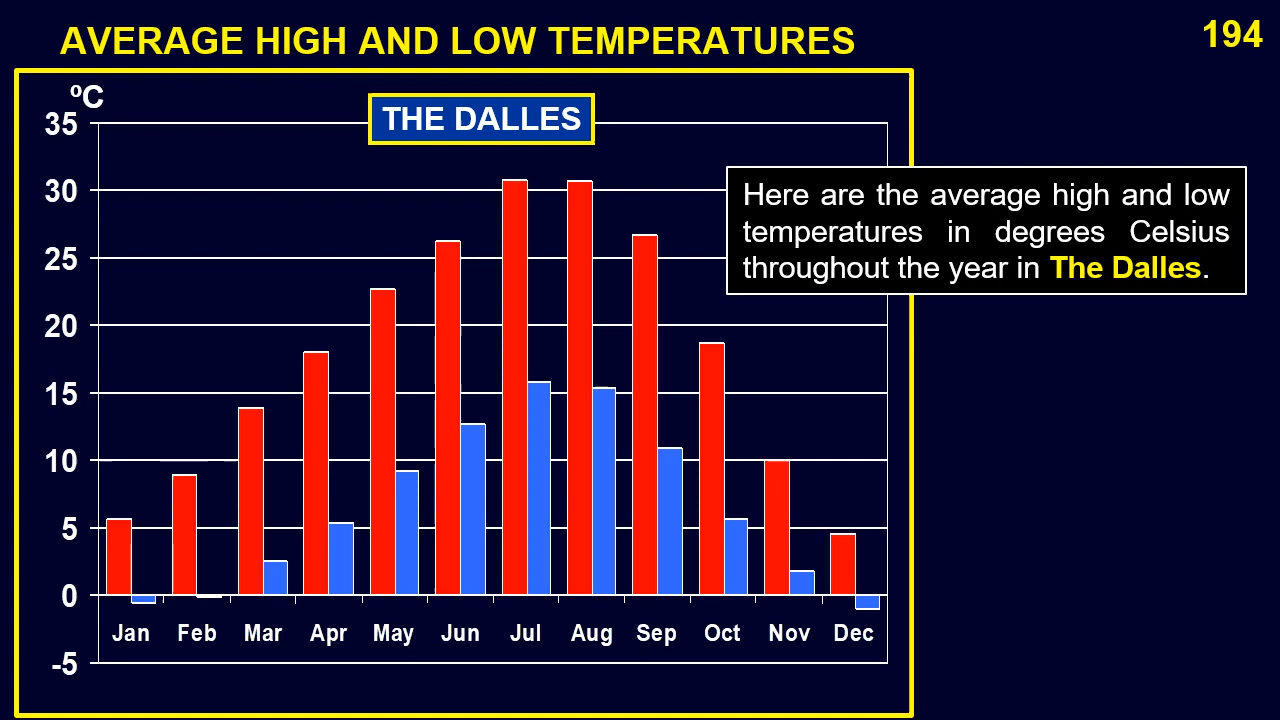 AVERAGE HIGH AND LOW TEMPERATURES
194
ºC
THE DALLES
35
30
25
20
15
10
5
0
-5
Here are the average high and low
temperatures in degrees Celsius
throughout the year in The Dalles.
Jan Feb Mar Apr May Jun Jul Aug Sep Oct Nov Dec